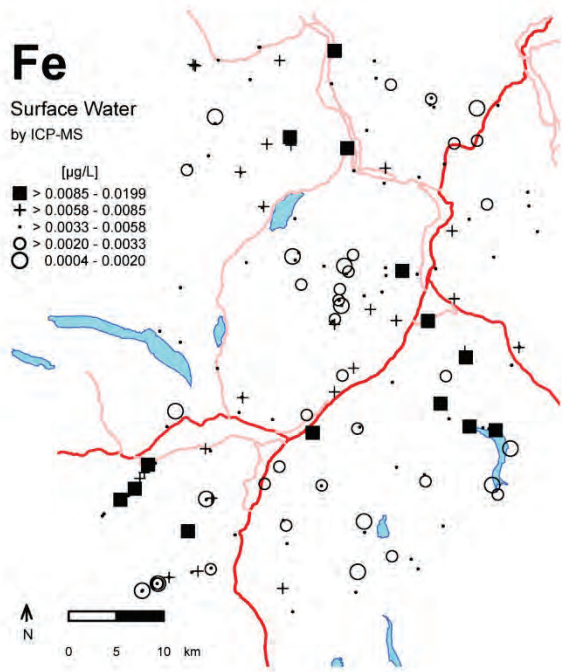 Fe
Surface Water
by ICP-MS
[µg/L]
> 0.0085 - 0.0199
> 0.0058 - 0.0085
> 0.0033 - 0.0058
> 0.0020 - 0.0033
0.0004 - 0.0020
N
0 5 10 km